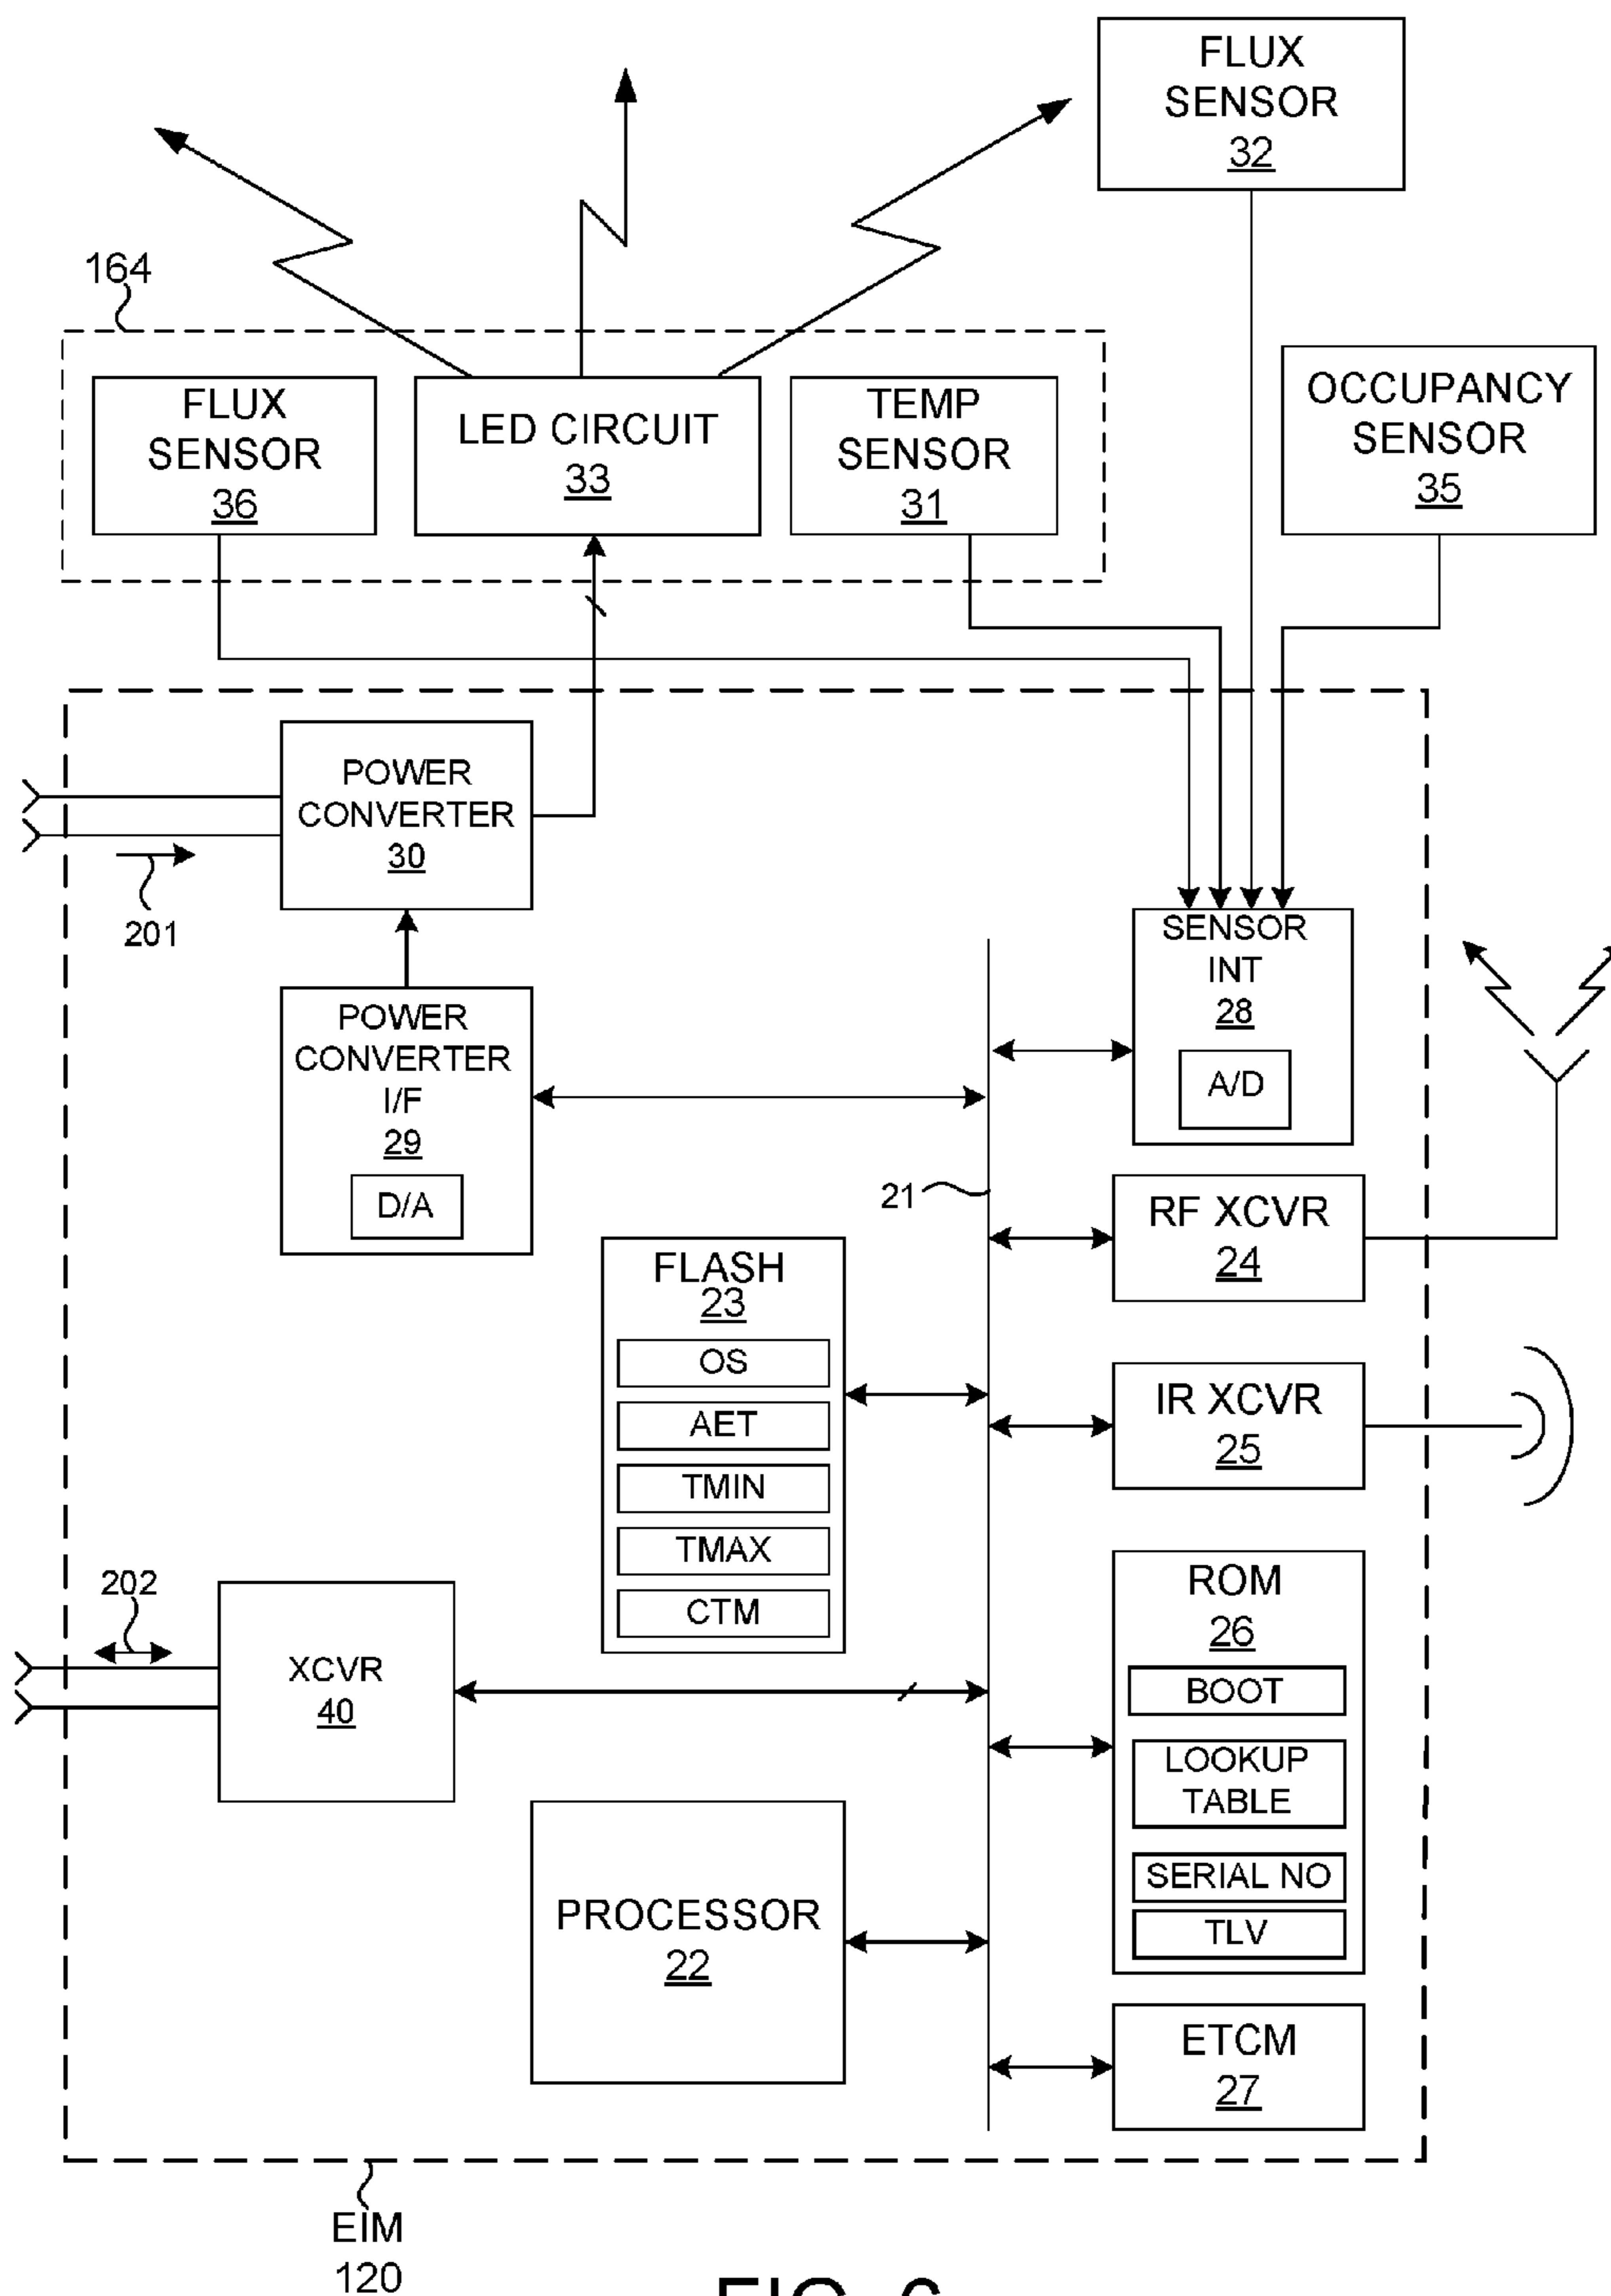 FLUX
SENSOR
32
164
FLUX
SENSOR
36
LED CIRCUIT
33
TEMP
SENSOR
31
OCCUPANCY
SENSOR
35
POWER
CONVERTER
30
201
SENSOR
INT
28
A/D
POWER
CONVERTER
I/F
29
D/A
21
RF XCVR
24
FLASH
23
OS
AET
TMIN
TMAX
CTM
IR XCVR
25
202
XCVR
40
ROM
26
BOOT
LOOKUP
TABLE
SERIAL NO
TLV
PROCESSOR
22
ETCM
27
EIM
120
FIG. 6